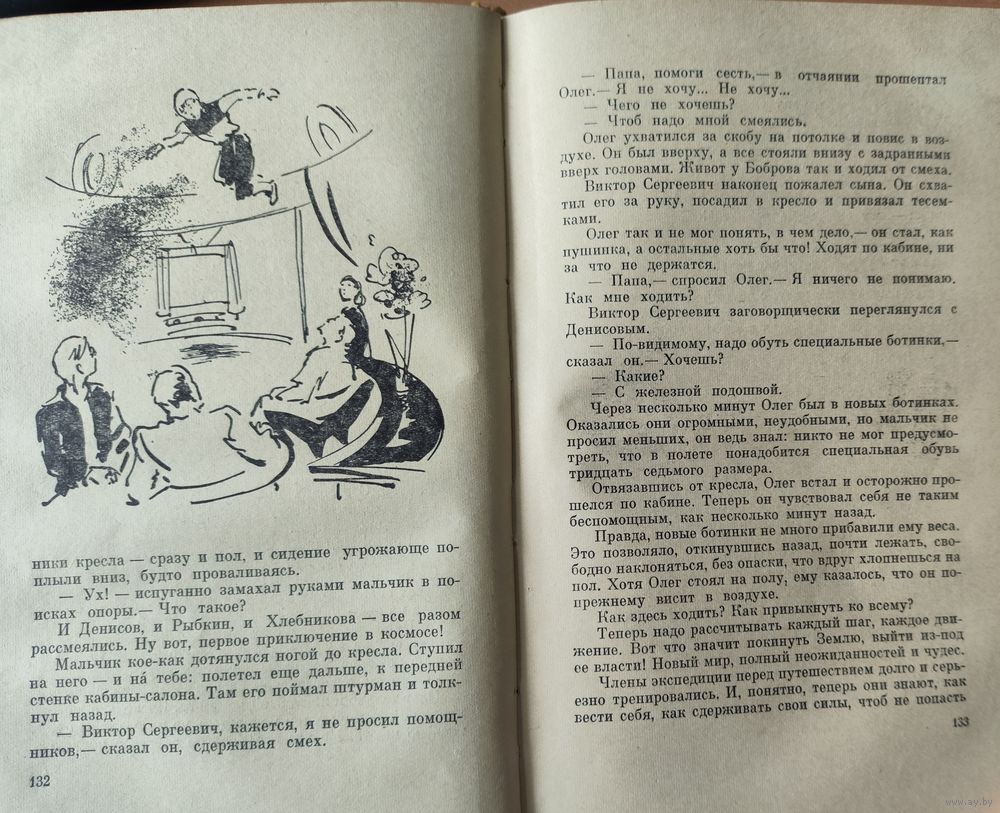 ники кресла — сразу и пол, и сидение угрожающе по-
плыли вниз, будто проваливаясь.
— Ух! — испуганно замахал руками мальчик в по-
исках опоры.— Что такое?
И Денисов, и Рыбкин, и Хлебникова — все разом
рассмеялись. Ну вот, первое приключение в космосе!
Мальчик кое-как дотянулся ногой до кресла. Ступил
на него — и на́ тебе: полетел еще дальше, к передней
стенке кабины-салона. Там его поймал штурман и толк-
нул назад.
— Виктор Сергеевич, кажется, я не просил помощ-
ников,— сказал он, сдерживая смех.
132
— Папа, помоги сесть,— в отчаянии прошептал
Олег.— Я не хочу... Не хочу...
— Чего не хочешь?
— Чтоб надо мной смеялись.
Олег ухватился за скобу на потолке и повис в воз-
духе. Он был вверху, а все стояли внизу с задранными
вверх головами. Живот у Боброва так и ходил от смеха.
Виктор Сергеевич наконец пожалел сына. Он схва-
тил его за руку, посадил в кресло и привязал тесем-
ками.
Олег так и не мог понять, в чем дело,— он стал, как
пушинка, а остальные хоть бы что! Ходят по кабине, ни
за что не держатся.
— Папа,— спросил Олег.— Я ничего не понимаю.
Как мне ходить?
Виктор Сергеевич заговорщически переглянулся с
Денисовым.
— По-видимому, надо обуть специальные ботинки,—
сказал он.— Хочешь?
— Какие?
— С железной подошвой.
Через несколько минут Олег был в новых ботинках.
Оказались они огромными, неудобными, но мальчик не
просил меньших, он ведь знал: никто не мог предусмо-
треть, что в полете понадобится специальная обувь
тридцать седьмого размера.
Отвязавшись от кресла, Олег встал и осторожно про-
шелся по кабине. Теперь он чувствовал себя не таким
беспомощным, как несколько минут назад.
Правда, новые ботинки не много прибавили ему веса.
Это позволяло, откинувшись назад, почти лежать, сво-
бодно наклоняться, без опаски, что вдруг хлопнешься на
пол. Хотя Олег стоял на полу, ему казалось, что он по-
прежнему висит в воздухе.
Как здесь ходить? Как привыкнуть ко всему?
Теперь надо рассчитывать каждый шаг, каждое дви-
жение. Вот что значит покинуть Землю, выйти из-под
ее власти! Новый мир, полный неожиданностей и чудес.
Члены экспедиции перед путешествием долго и серь-
езно тренировались. И, понятно, теперь они знают, как
вести себя, как сдерживать свои силы, чтоб не попасть
133
www.ay.by